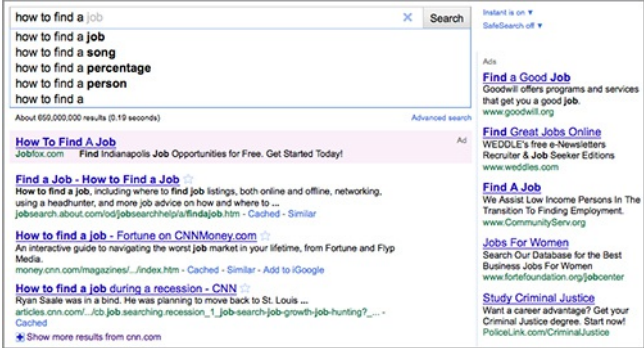 how to find a job
Search
how to find a job
how to find a song
how to find a percentage
how to find a person
how to find a
About 650,000,000 results (0.19 seconds)
Advanced search
How To Find A Job
Ad
Jobfox.com Find Indianapolis Job Opportunities for Free. Get Started Today!
Find a Job - How to Find a Job
How to find a job, including where to find job listings, both online and offline, networking,
using a headhunter, and more job advice on how and where to ...
jobsearch.about.com/od/jobsearchhelp/a/findajob.htm - Cached - Similar
How to find a job - Fortune on CNNMoney.com
An interactive guide to navigating the worst job market in your lifetime, from Fortune and Flyp
Media.
money.cnn.com/magazines/.../index.htm - Cached - Similar - Add to iGoogle
How to find a job during a recession - CNN
Ryan Saale was in a bind. He was planning to move back to St. Louis ...
articles.cnn.com/.../cb.job.searching.recession_1_job-search-job-growth-job-hunting?_... -
Cached
Show more results from cnn.com
Instant is on ▼
SafeSearch off ▼
Ads
Find a Good Job
Goodwill offers programs and services
that get you a good job.
www.goodwill.org
Find Great Jobs Online
WEDDLE's free e-Newsletters
Recruiter & Job Seeker Editions
www.weddles.com
Find A Job
We Assist Low Income Persons In The
Transition To Finding Employment.
www.CommunityServ.org
Jobs For Women
Search Our Database for the Best
Business Jobs For Women
www.fortefoundation.org/jobcenter
Study Criminal Justice
Want a career advantage? Get your
Criminal Justice degree. Start now!
PoliceLink.com/CriminalJustice